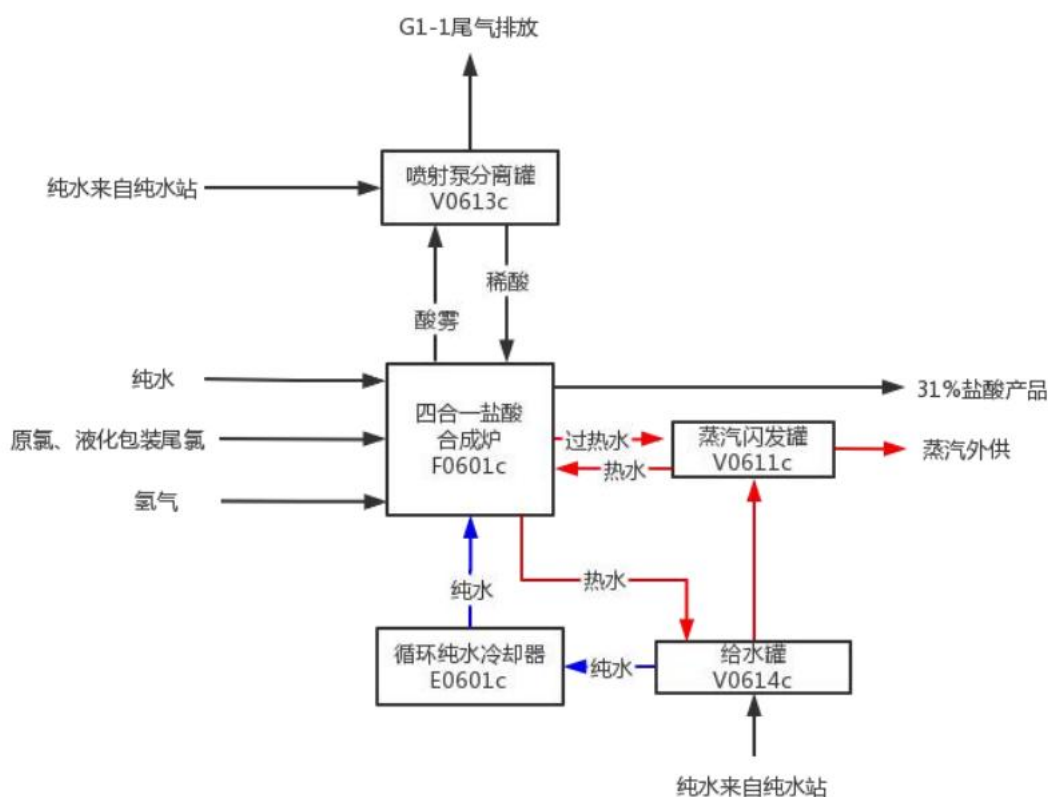 G1-1尾气排放
纯水来自纯水站
喷射泵分离罐
V0613c
酸雾
稀酸
纯水
原氯、液化包装尾氯
氢气
四合一盐酸
合成炉
F0601c
31%盐酸产品
过热水
热水
蒸汽闪发罐
V0611c
蒸汽外供
纯水
热水
循环纯水冷却器
E0601c
纯水
给水罐
V0614c
纯水来自纯水站